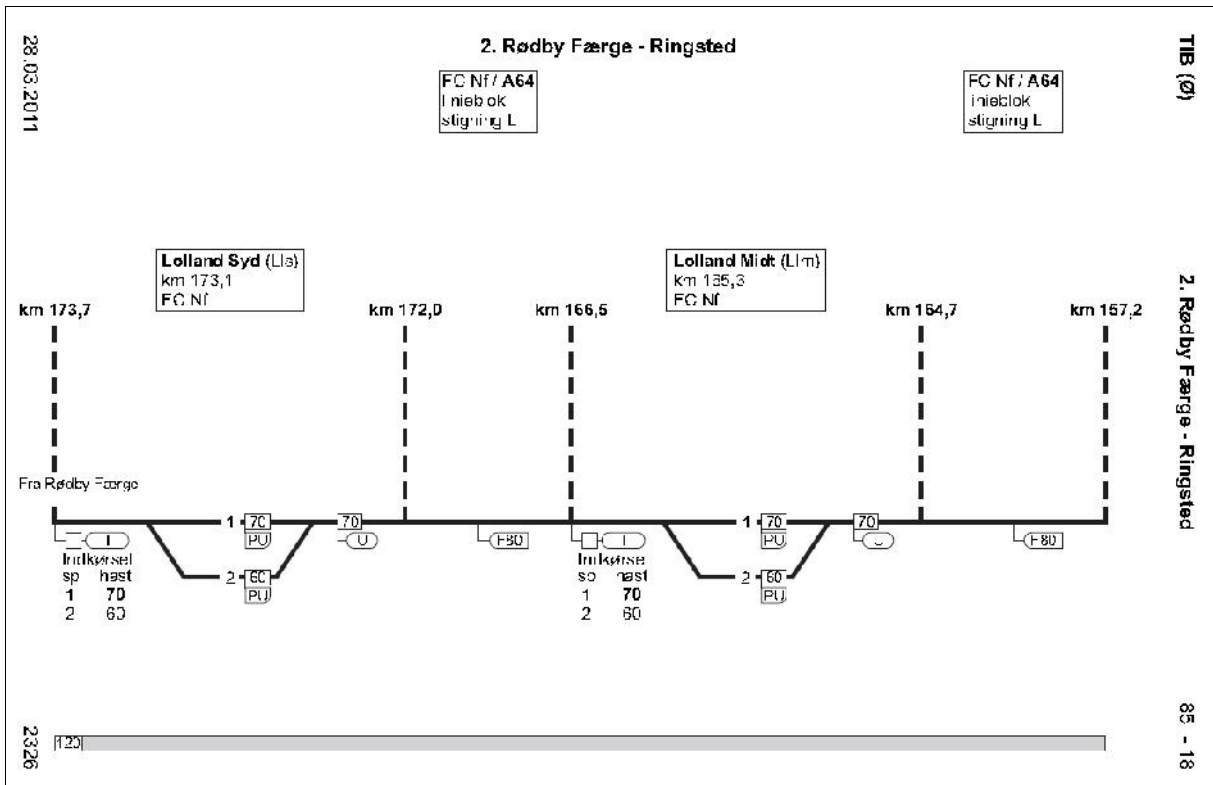 2. Rødby Færge - Ringsted
TIB (Ø)
28.03.2011
FC Nf / A64
stigning L
FC Nf / A64
stigning L
Lolland Syd (Lls)
km 173,1
FC Nf
Lolland Midt (Llm)
km 165,3
FC Nf
km 173,7
km 172,0
km 166,5
km 164,7
km 157,2
2. Rødby Færge - Ringsted
Fra Rødby Færge
1 70
PU
70
U
F80
I
1 70
PU
70
U
F80
I
Indkørsel
sp hast
1 70
2 60
2 60
PU
Indkørsel
sp hast
1 70
2 60
2 60
PU
85 - 18
2326
120